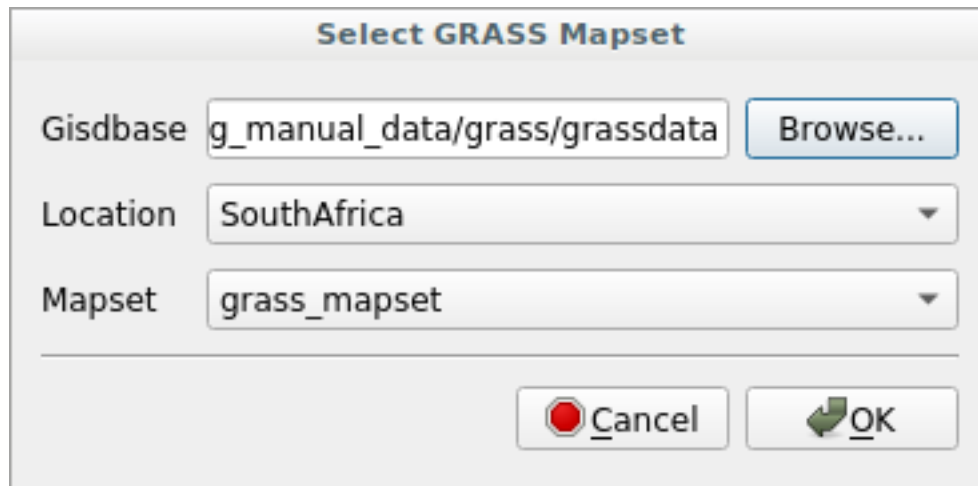 Select GRASS Mapset
Gisdbase g_manual_data/grass/grassdata Browse...
Location SouthAfrica
Mapset grass_mapset
Cancel OK